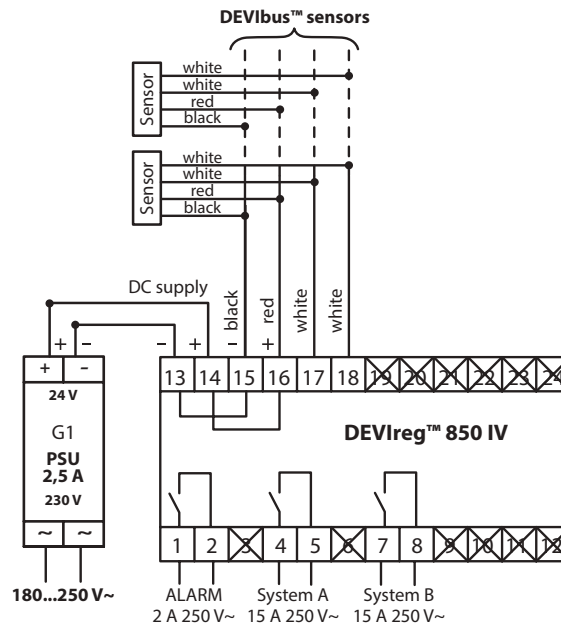 DEVIbus™ sensors
Sensor
white
white
red
black
Sensor
white
white
red
black
DC supply
black
red
white
white
+ −
− + − +
+ −
24 V
G1
PSU
2,5 A
230 V
~ ~
180...250 V~
13 14 15 16 17 18 19 20 21 22 23 24
DEVIreg™ 850 IV
1 2 3 4 5 6 7 8 9 10 11 12
ALARM
2 A 250 V~
System A
15 A 250 V~
System B
15 A 250 V~